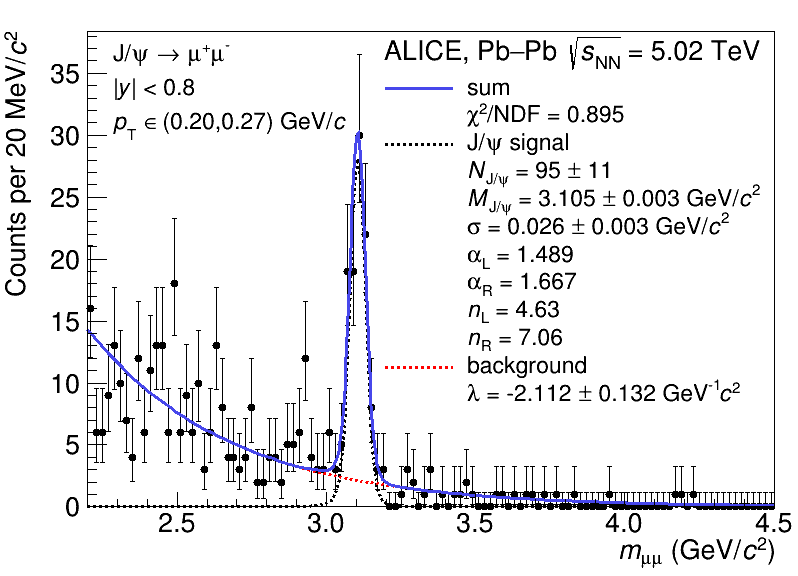 J/ψ → μ⁺μ⁻
|y| < 0.8
p_T ∈ (0.20,0.27) GeV/c
ALICE, Pb–Pb √s_NN = 5.02 TeV
sum
χ²/NDF = 0.895
J/ψ signal
N_J/ψ = 95 ± 11
M_J/ψ = 3.105 ± 0.003 GeV/c²
σ = 0.026 ± 0.003 GeV/c²
α_L = 1.489
α_R = 1.667
n_L = 4.63
n_R = 7.06
background
λ = -2.112 ± 0.132 GeV⁻¹c²
Counts per 20 MeV/c²
35
30
25
20
15
10
5
0
2.5 3.0 3.5 4.0 4.5
m_μμ (GeV/c²)